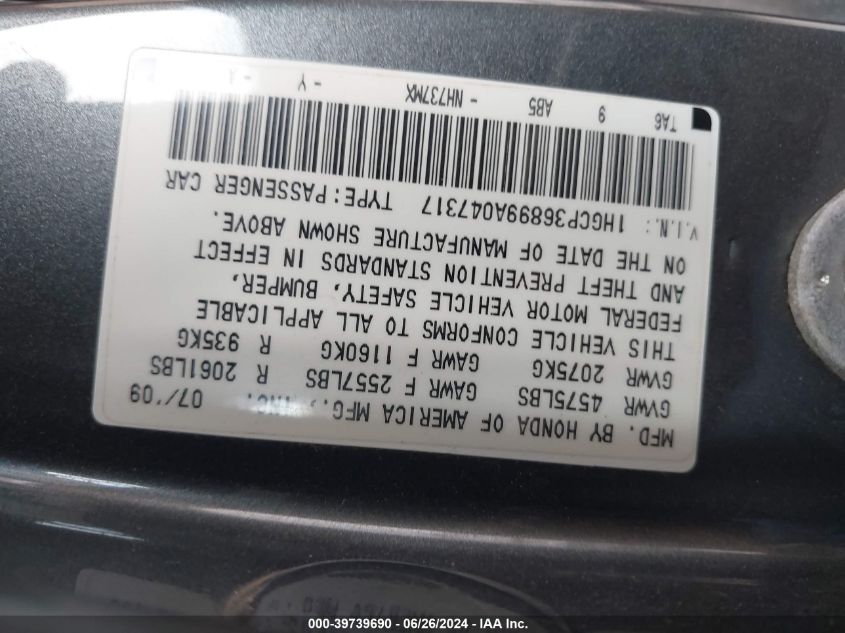 MFD. BY HONDA OF AMERICA MFG., INC. 07/'09
GVWR 4575LBS GAWR F 2557LBS R 2061LBS
GVWR 2075KG GAWR F 1160KG R 935KG
THIS VEHICLE CONFORMS TO ALL APPLICABLE
FEDERAL MOTOR VEHICLE SAFETY, BUMPER,
AND THEFT PREVENTION STANDARDS IN EFFECT
ON THE DATE OF MANUFACTURE SHOWN ABOVE.
V.I.N.: 1HGCP36899A047317 TYPE:PASSENGER CAR
TA6 9 AB5 - NH737MX - Y - A
000-39739690 - 06/26/2024 - IAA Inc.